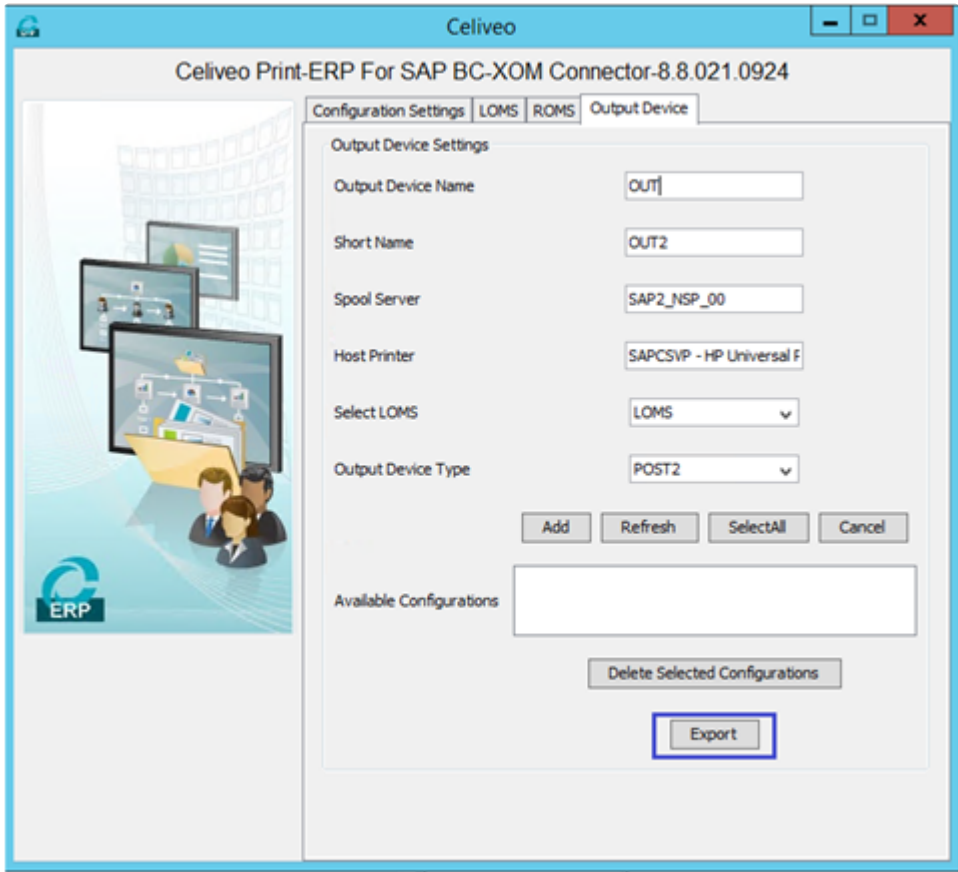 Celiveo
Celiveo Print-ERP For SAP BC-XOM Connector-8.8.021.0924
Configuration Settings LOMS ROMS Output Device
Output Device Settings
Output Device Name OUT
Short Name OUT2
Spool Server SAP2_NSP_00
Host Printer SAPCSVP - HP Universal P
Select LOMS LOMS
Output Device Type POST2
Add Refresh SelectAll Cancel
Available Configurations
Delete Selected Configurations
Export
ERP